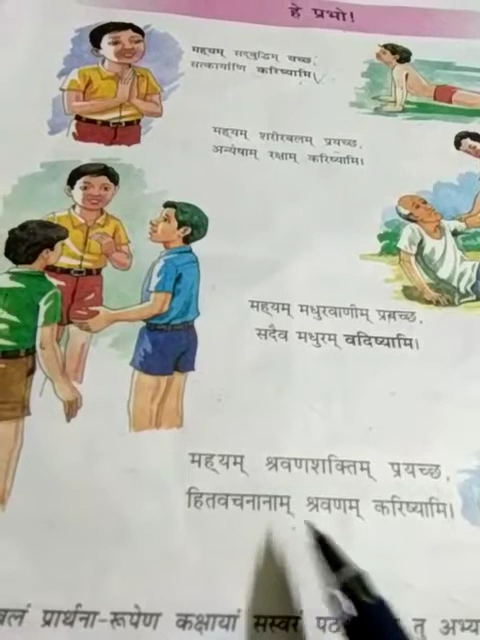 हे प्रभो!
मह्यम् सद्बुद्धिम् यच्छ,
सत्कार्याणि करिष्यामि।
मह्यम् शरीरबलम् प्रयच्छ,
अन्येषाम् रक्षाम् करिष्यामि।
मह्यम् मधुरवाणीम् प्रयच्छ,
सदैव मधुरम् वदिष्यामि।
मह्यम् श्रवणशक्तिम् प्रयच्छ,
हितवचनानाम् श्रवणम् करिष्यामि।
प्रार्थना-रूपेण कक्षायां सस्वरं